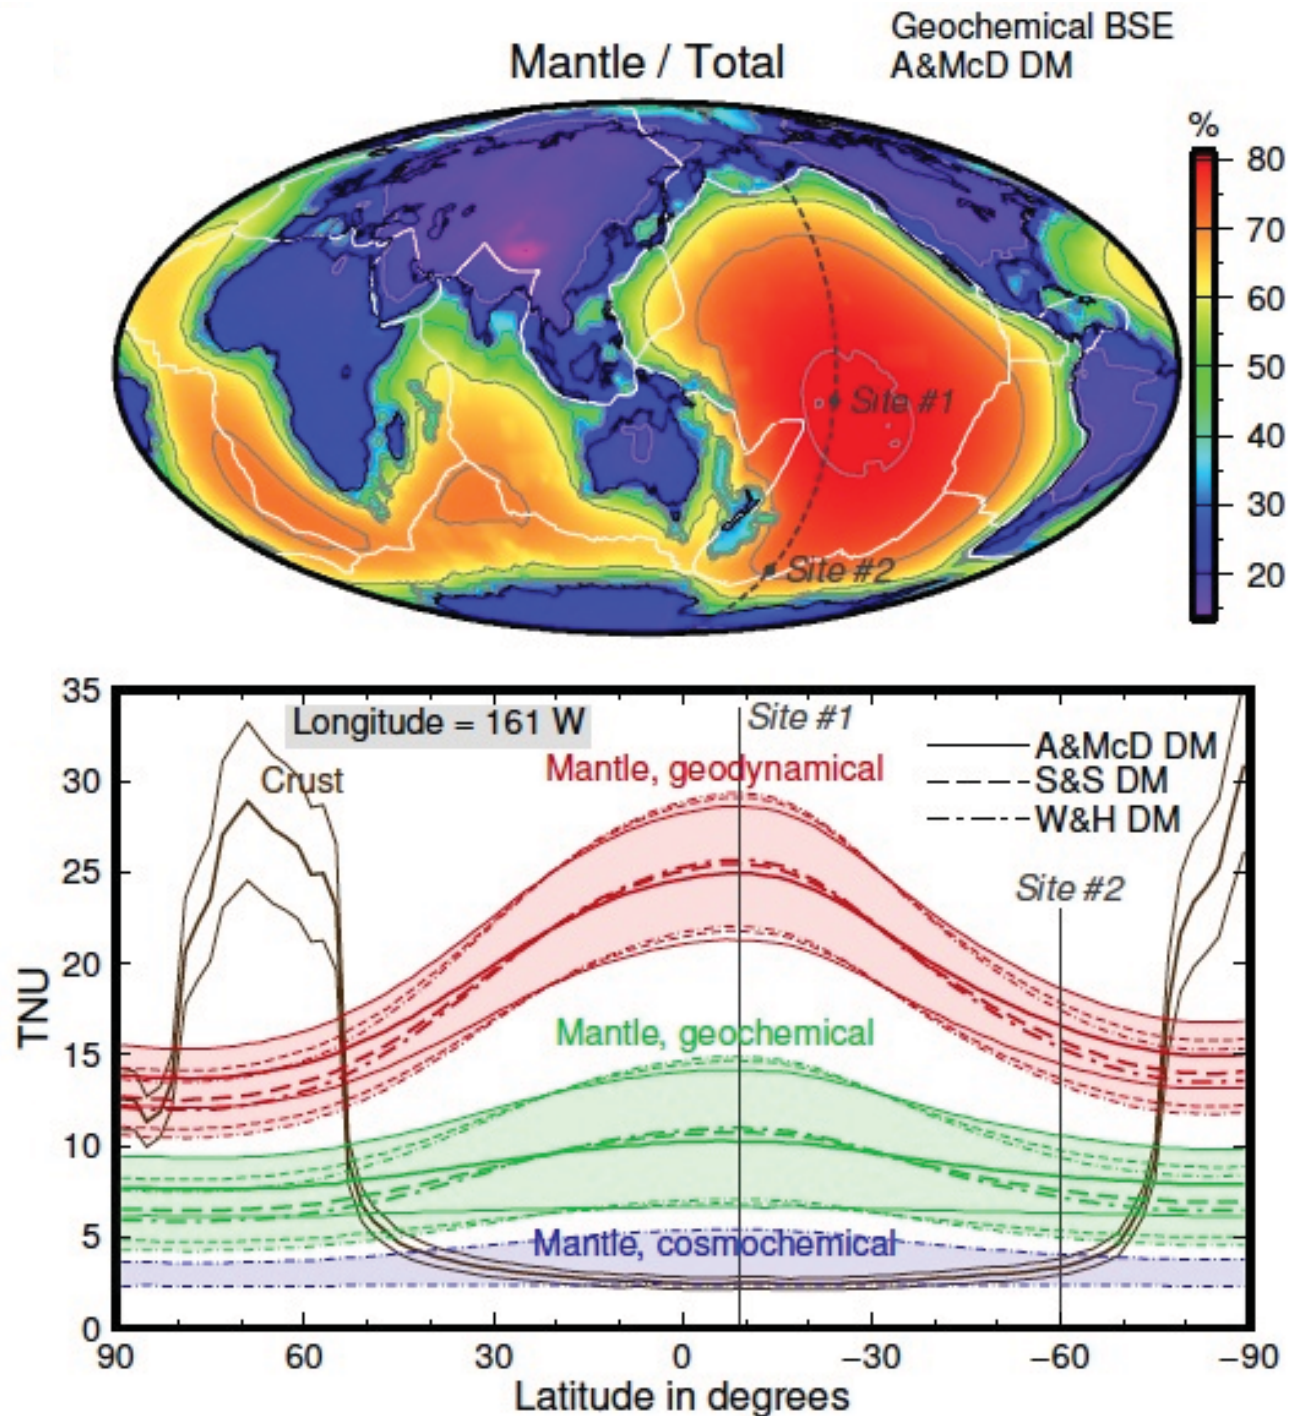 Geochemical BSE
Mantle / Total
A&McD DM
%
80
70
60
50
40
30
20
Site #1
Site #2
35
30
25
20
15
10
5
0
TNU
Longitude = 161 W
Site #1
A&McD DM
Mantle, geodynamical
S&S DM
Crust
W&H DM
Site #2
Mantle, geochemical
Mantle, cosmochemical
90
60
30
0
−30
−60
−90
Latitude in degrees